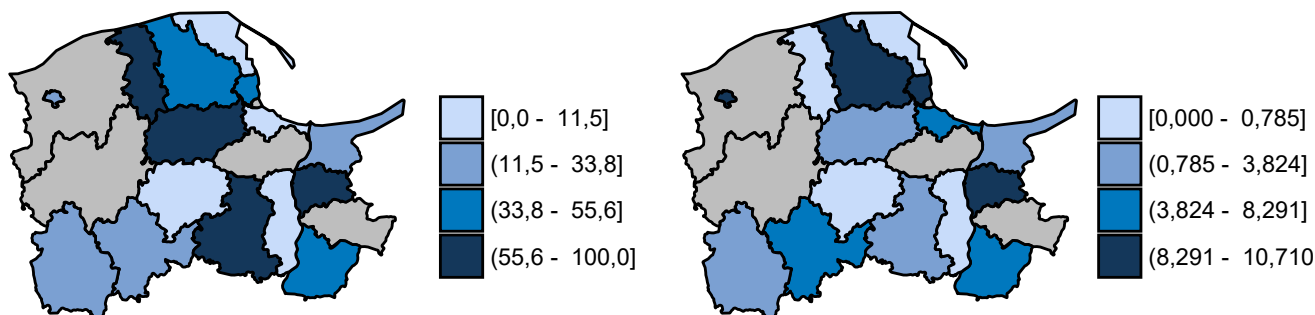 [0,0 - 11,5]
(11,5 - 33,8]
(33,8 - 55,6]
(55,6 - 100,0]
[0,000 - 0,785]
(0,785 - 3,824]
(3,824 - 8,291]
(8,291 - 10,710